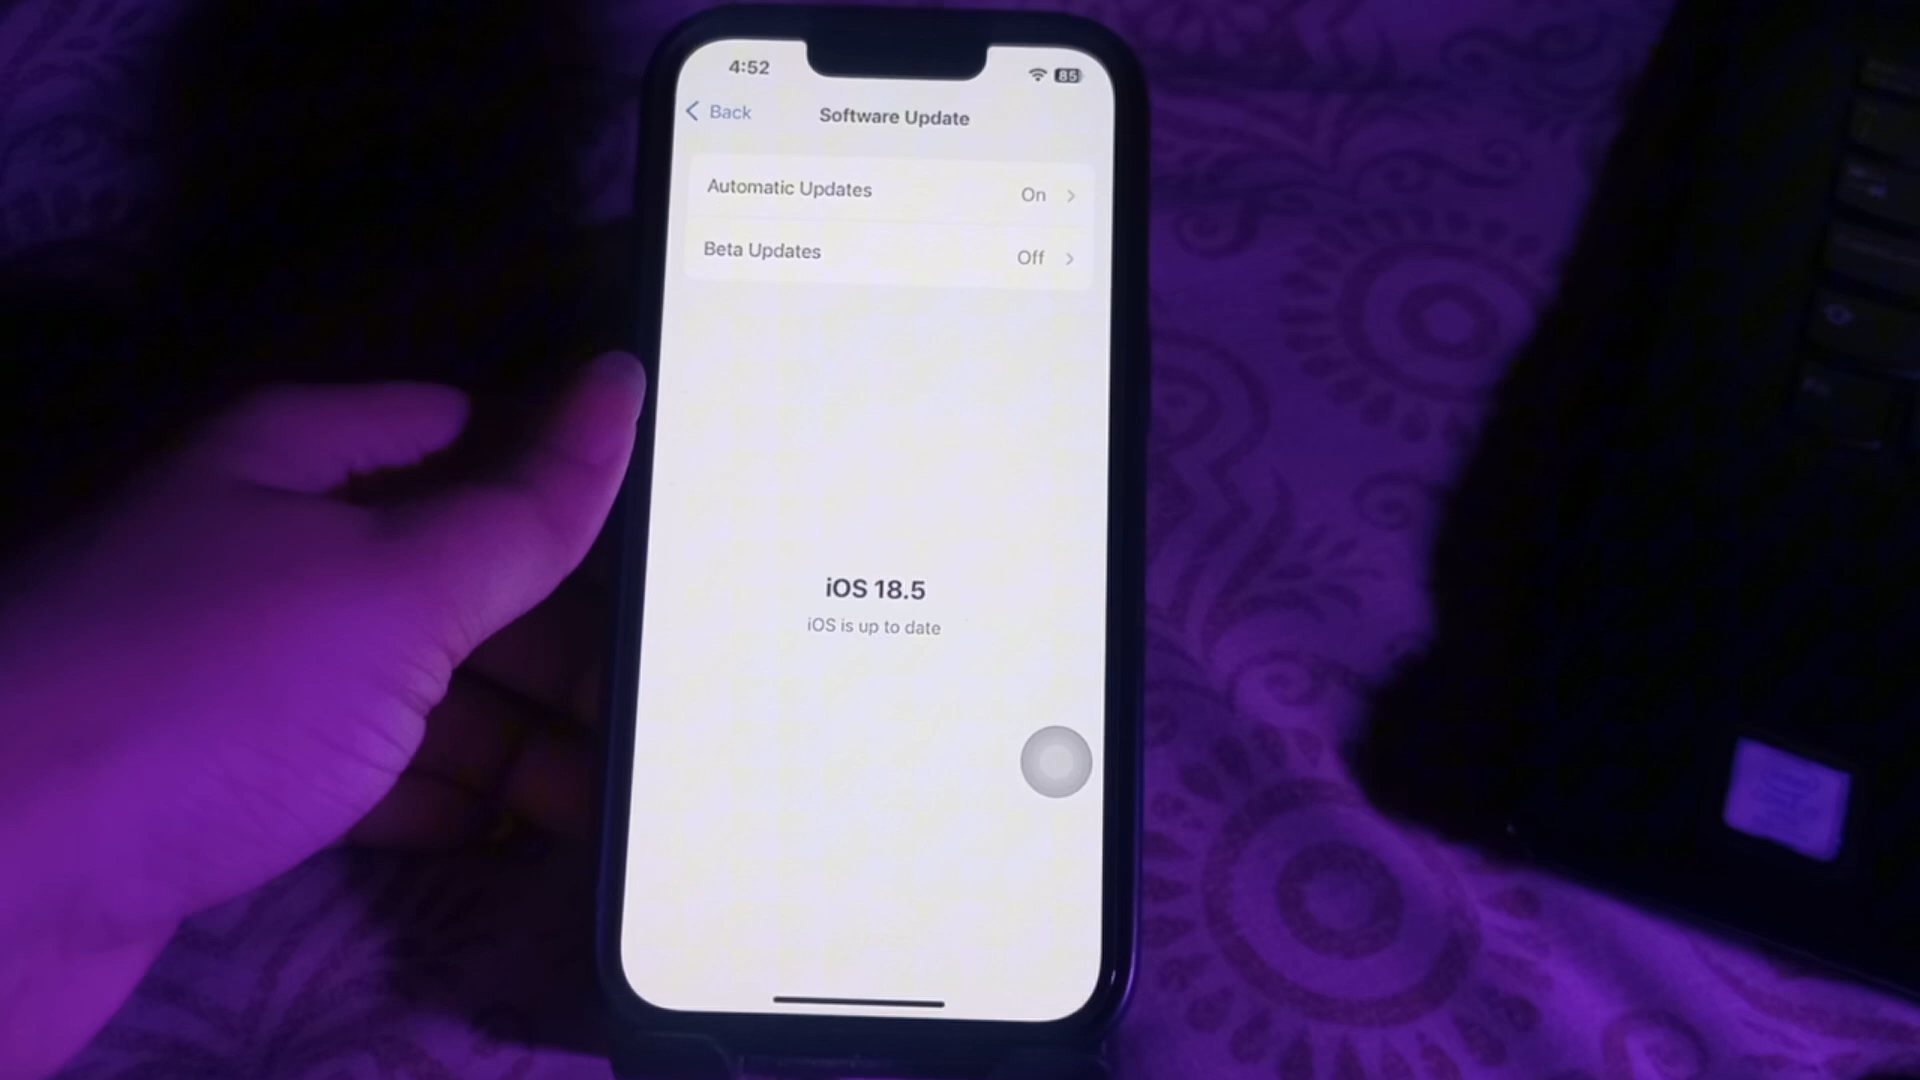 4:52
85
Back
Software Update
Automatic Updates
On
Beta Updates
Off
iOS 18.5
iOS is up to date